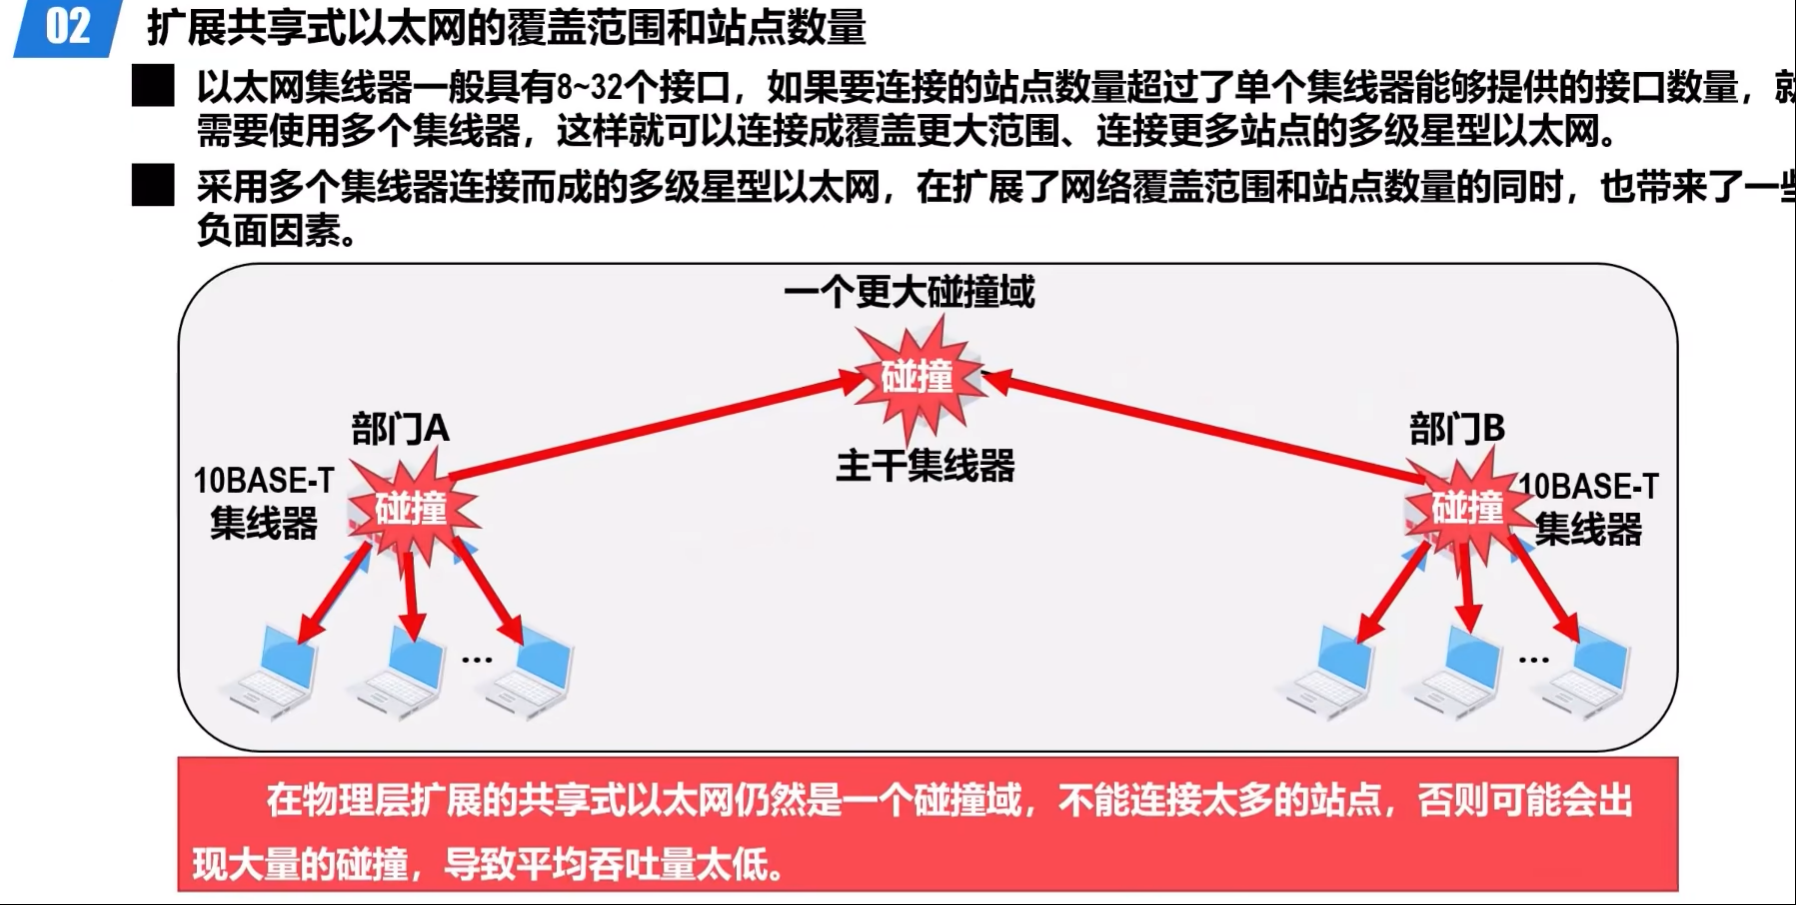 02 扩展共享式以太网的覆盖范围和站点数量
以太网集线器一般具有8~32个接口，如果要连接的站点数量超过了单个集线器能够提供的接口数量，就
需要使用多个集线器，这样就可以连接成覆盖更大范围、连接更多站点的多级星型以太网。
采用多个集线器连接而成的多级星型以太网，在扩展了网络覆盖范围和站点数量的同时，也带来了一些
负面因素。
一个更大碰撞域
碰撞
主干集线器
部门A
10BASE-T
集线器
碰撞
...
部门B
碰撞
10BASE-T
集线器
...
在物理层扩展的共享式以太网仍然是一个碰撞域，不能连接太多的站点，否则可能会出
现大量的碰撞，导致平均吞吐量太低。